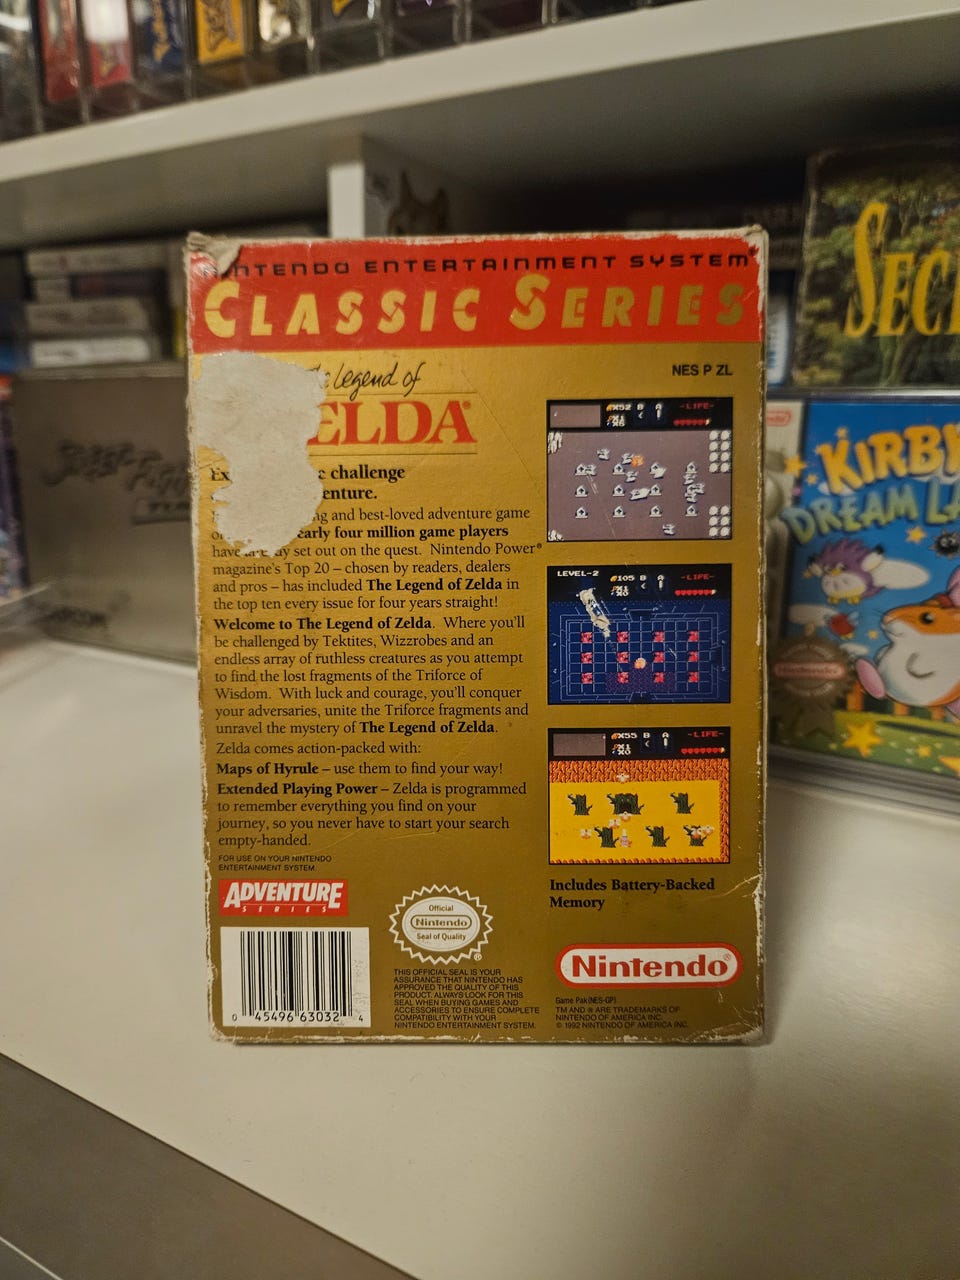 NINTENDO ENTERTAINMENT SYSTEM®
CLASSIC SERIES
The Legend of
ELDA®
NES P ZL
challenge
enture.
ng and best-loved adventure game
early four million game players
have set out on the quest. Nintendo Power®
magazine's Top 20 – chosen by readers, dealers
and pros – has included The Legend of Zelda in
the top ten every issue for four years straight!
Welcome to The Legend of Zelda. Where you'll
be challenged by Tektites, Wizzrobes and an
endless array of ruthless creatures as you attempt
to find the lost fragments of the Triforce of
Wisdom. With luck and courage, you'll conquer
your adversaries, unite the Triforce fragments and
unravel the mystery of The Legend of Zelda.
Zelda comes action-packed with:
Maps of Hyrule – use them to find your way!
Extended Playing Power – Zelda is programmed
to remember everything you find on your
journey, so you never have to start your search
empty-handed.
FOR USE ON YOUR NINTENDO
ENTERTAINMENT SYSTEM.
ADVENTURE
SERIES
0 45496 63032 4
Official
Nintendo
Seal of Quality
®
THIS OFFICIAL SEAL IS YOUR
ASSURANCE THAT NINTENDO HAS
APPROVED THE QUALITY OF THIS
PRODUCT. ALWAYS LOOK FOR THIS
SEAL WHEN BUYING GAMES AND
ACCESSORIES TO ENSURE COMPLETE
COMPATIBILITY WITH YOUR
NINTENDO ENTERTAINMENT SYSTEM.
X52 B A -LIFE-
LEVEL-2
105 B A -LIFE-
X55 B A -LIFE-
Includes Battery-Backed
Memory
Nintendo®
Game Pak (NES-GP)
TM AND ® ARE TRADEMARKS OF
NINTENDO OF AMERICA INC.
© 1992 NINTENDO OF AMERICA INC.
SEC
KIRBY
DREAM LA
Nintendo